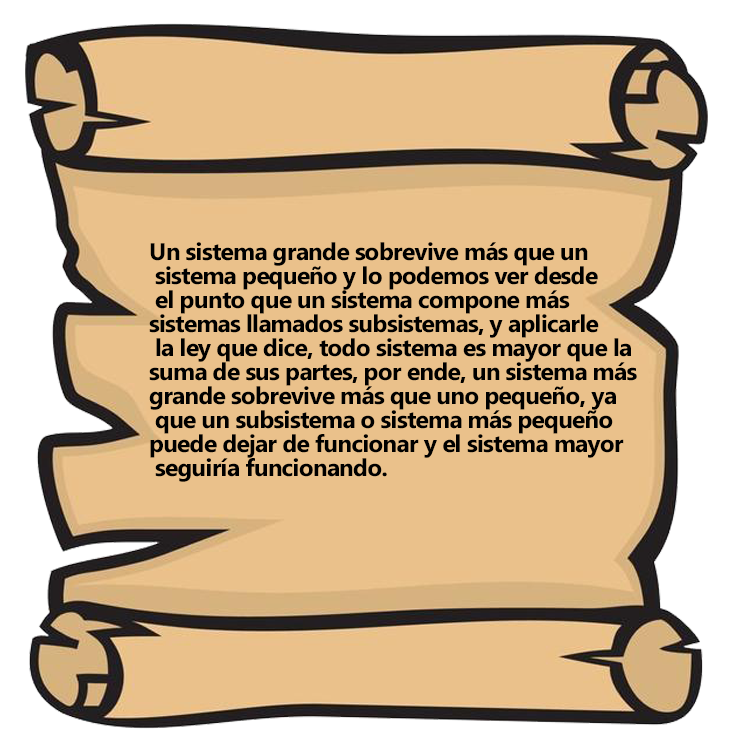 Un sistema grande sobrevive más que un
sistema pequeño y lo podemos ver desde
el punto que un sistema compone más
sistemas llamados subsistemas, y aplicarle
la ley que dice, todo sistema es mayor que la
suma de sus partes, por ende, un sistema más
grande sobrevive más que uno pequeño, ya
que un subsistema o sistema más pequeño
puede dejar de funcionar y el sistema mayor
seguiría funcionando.